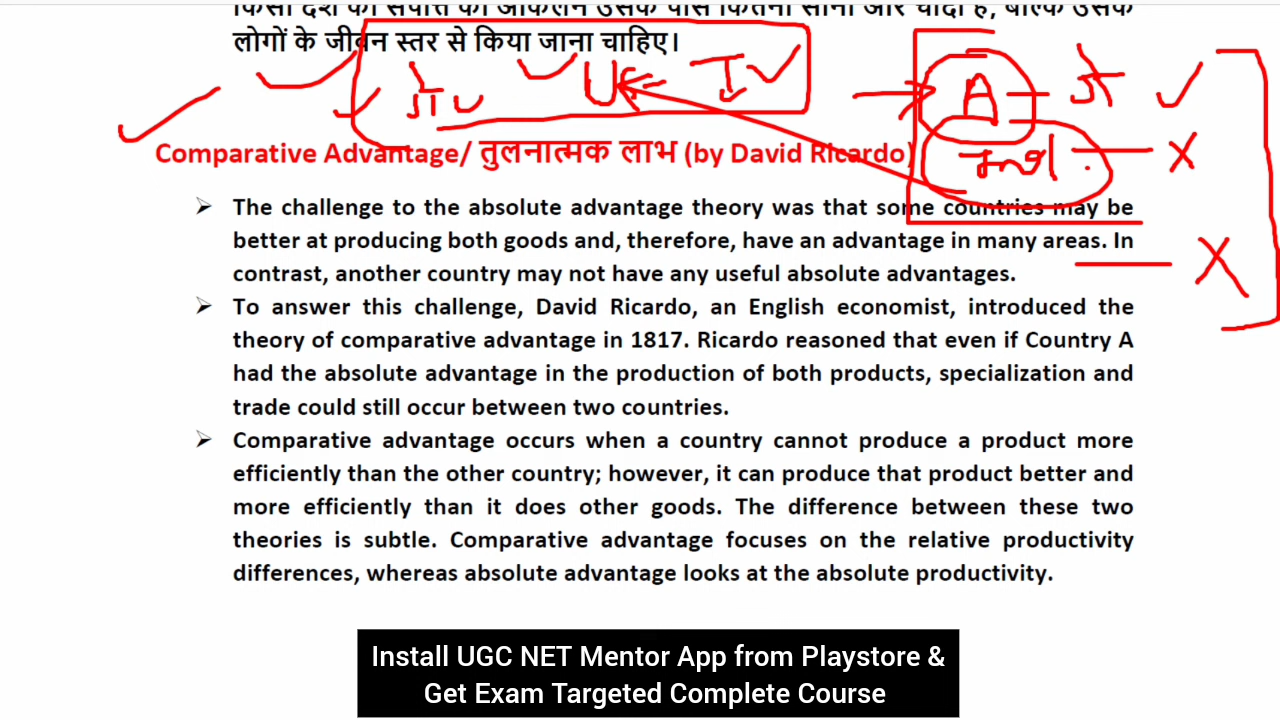 किसी देश की संपत्ति का आकलन उसके पास कितना सोना और चांदी है, बल्कि उसके
लोगों के जीवन स्तर से किया जाना चाहिए।
Comparative Advantage/ तुलनात्मक लाभ (by David Ricardo)
A
➢ The challenge to the absolute advantage theory was that some countries may be
better at producing both goods and, therefore, have an advantage in many areas. In
contrast, another country may not have any useful absolute advantages.
➢ To answer this challenge, David Ricardo, an English economist, introduced the
theory of comparative advantage in 1817. Ricardo reasoned that even if Country A
had the absolute advantage in the production of both products, specialization and
trade could still occur between two countries.
➢ Comparative advantage occurs when a country cannot produce a product more
efficiently than the other country; however, it can produce that product better and
more efficiently than it does other goods. The difference between these two
theories is subtle. Comparative advantage focuses on the relative productivity
differences, whereas absolute advantage looks at the absolute productivity.
Install UGC NET Mentor App from Playstore &
Get Exam Targeted Complete Course